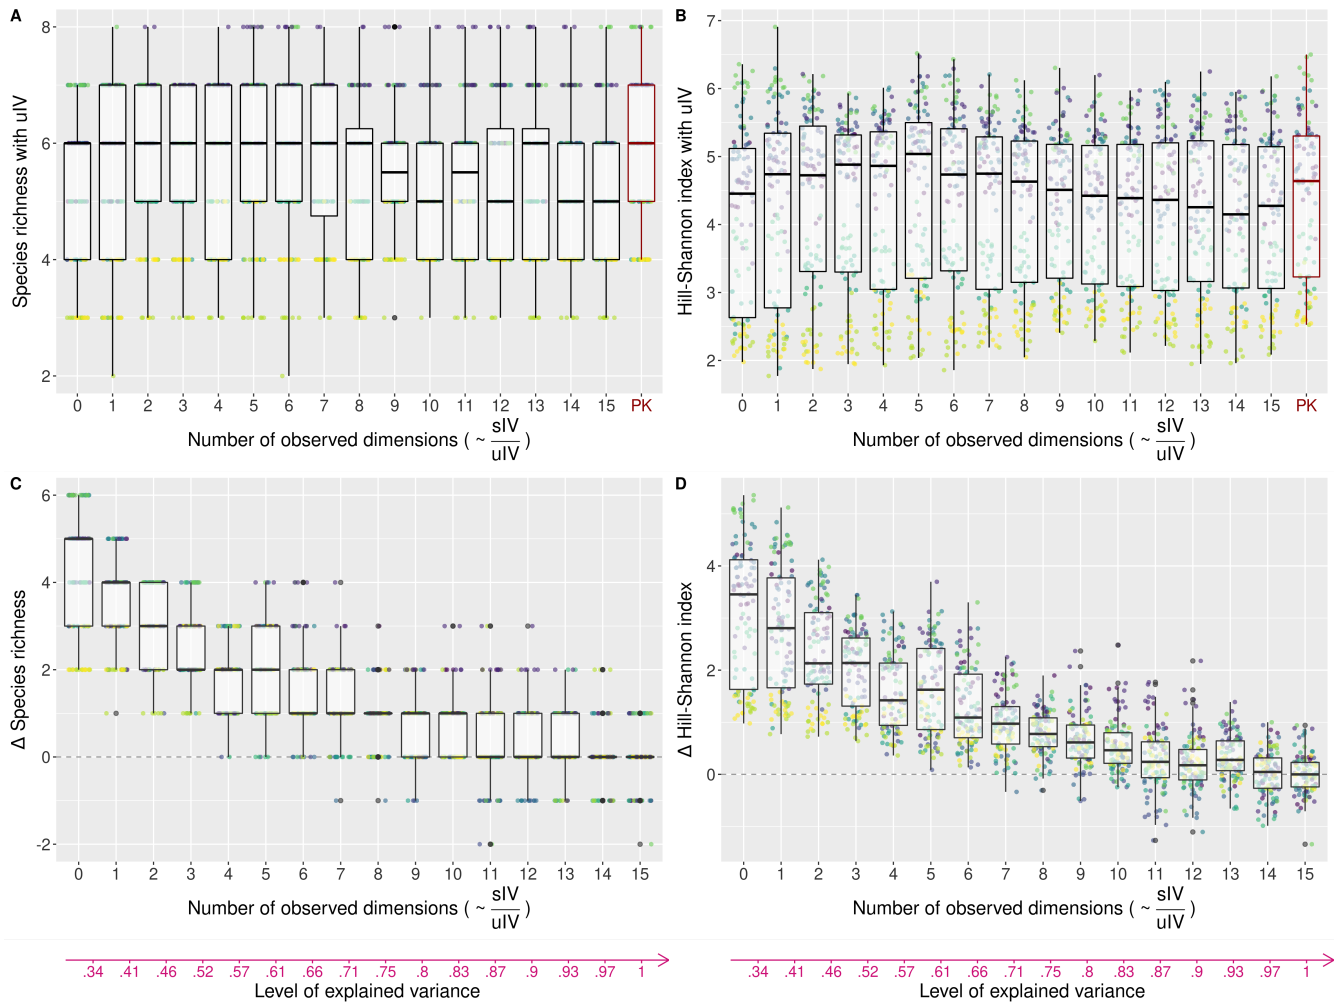 A
Species richness with uIV
8
6
4
2
0 1 2 3 4 5 6 7 8 9 10 11 12 13 14 15 PK
Number of observed dimensions ( ~ sIV
uIV )
B
Hill-Shannon index with uIV
7
6
5
4
3
2
0 1 2 3 4 5 6 7 8 9 10 11 12 13 14 15 PK
Number of observed dimensions ( ~ sIV
uIV )
C
Δ Species richness
6
4
2
0
-2
0 1 2 3 4 5 6 7 8 9 10 11 12 13 14 15
Number of observed dimensions ( ~ sIV
uIV )
D
Δ Hill-Shannon index
4
2
0
0 1 2 3 4 5 6 7 8 9 10 11 12 13 14 15
Number of observed dimensions ( ~ sIV
uIV )
.34 .41 .46 .52 .57 .61 .66 .71 .75 .8 .83 .87 .9 .93 .97 1
Level of explained variance
.34 .41 .46 .52 .57 .61 .66 .71 .75 .8 .83 .87 .9 .93 .97 1
Level of explained variance